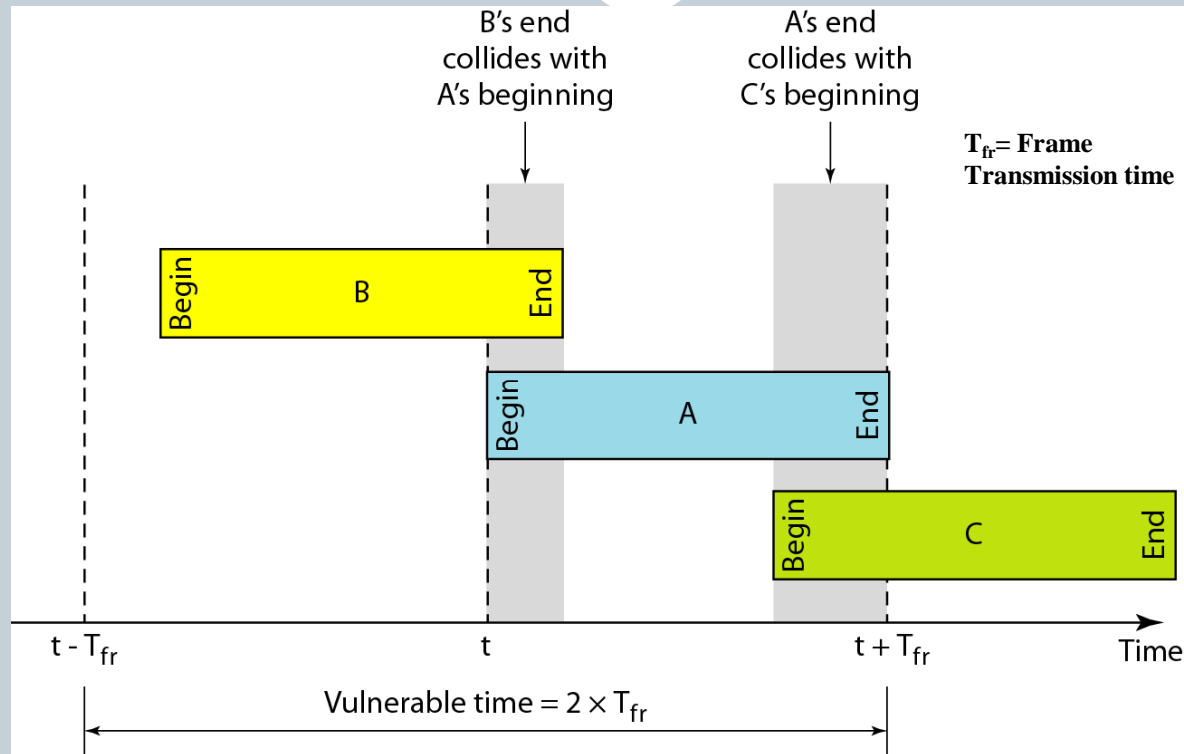 B's end
collides with
A's beginning
A's end
collides with
C's beginning
T_fr= Frame
Transmission time
Begin
B
End
Begin
A
End
Begin
C
End
t - T_fr
t
t + T_fr
Time
Vulnerable time = 2 × T_fr